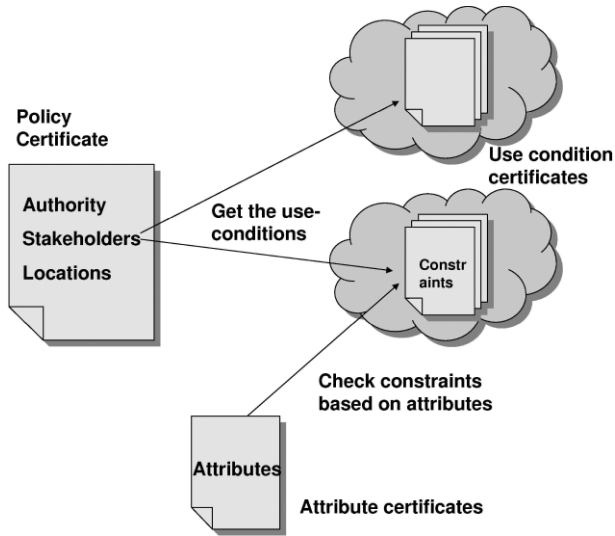 Policy
Certificate
Authority
Stakeholders
Locations
Get the use-
conditions
Use condition
certificates
Constr
aints
Check constraints
based on attributes
Attributes
Attribute certificates